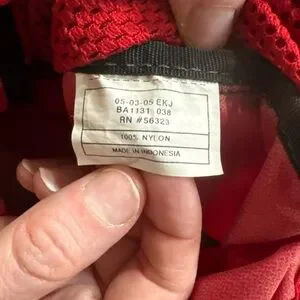 05-03-05 EKJ
BA1131 038
RN #56323
100% NYLON
MADE IN INDONESIA